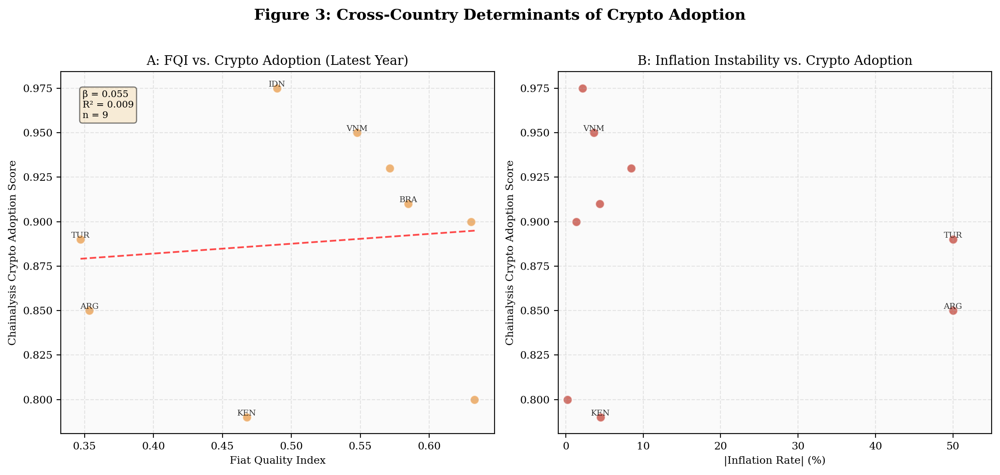 Figure 3: Cross-Country Determinants of Crypto Adoption
A: FQI vs. Crypto Adoption (Latest Year)
Chainalysis Crypto Adoption Score
0.975
0.950
0.925
0.900
0.875
0.850
0.825
0.800
β = 0.055
R² = 0.009
n = 9
IDN
VNM
BRA
TUR
ARG
KEN
0.35
0.40
0.45
0.50
0.55
0.60
Fiat Quality Index
B: Inflation Instability vs. Crypto Adoption
Chainalysis Crypto Adoption Score
0.975
0.950
0.925
0.900
0.875
0.850
0.825
0.800
VNM
TUR
ARG
KEN
0
10
20
30
40
50
|Inflation Rate| (%)